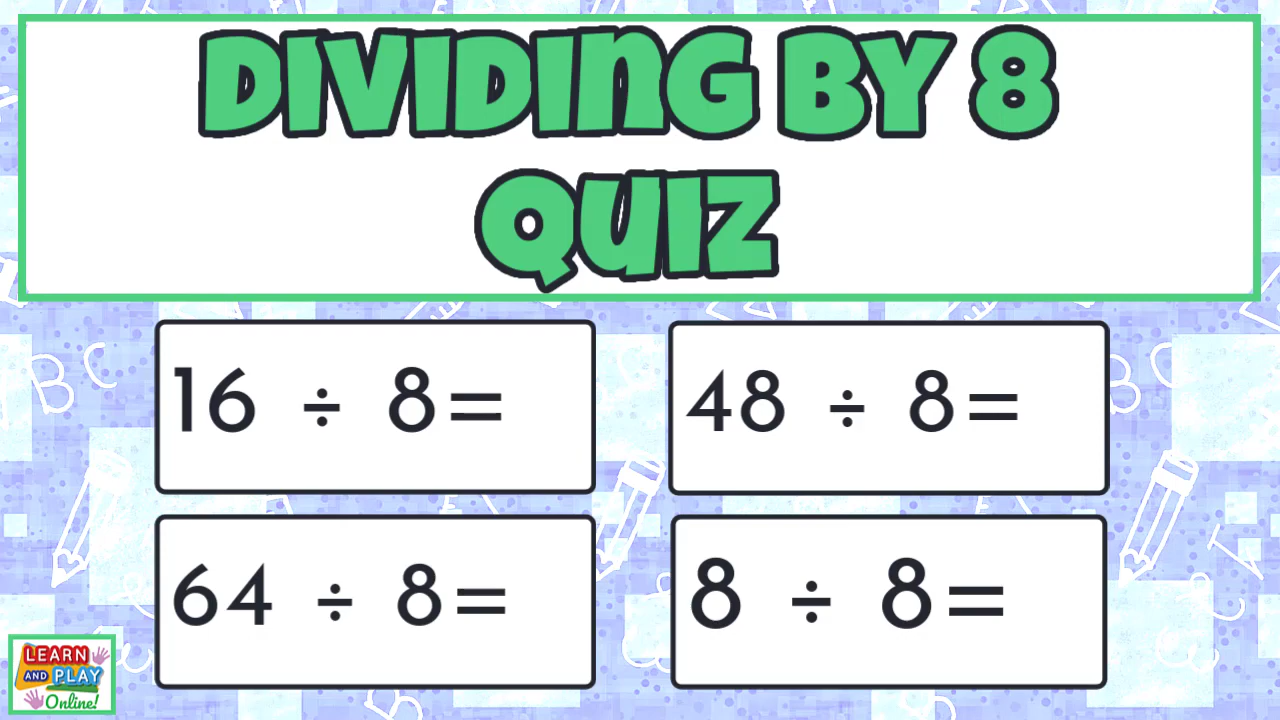 DIVIDING BY 8
QUIZ
16 ÷ 8=
48 ÷ 8=
64 ÷ 8=
8 ÷ 8=
LEARN
AND PLAY
Online!